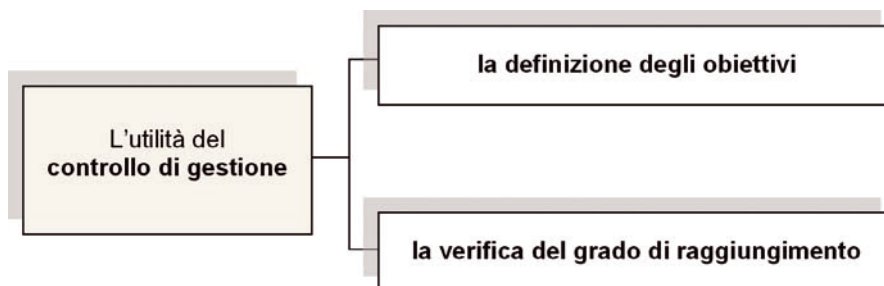 L'utilità del
controllo di gestione
la definizione degli obiettivi
la verifica del grado di raggiungimento